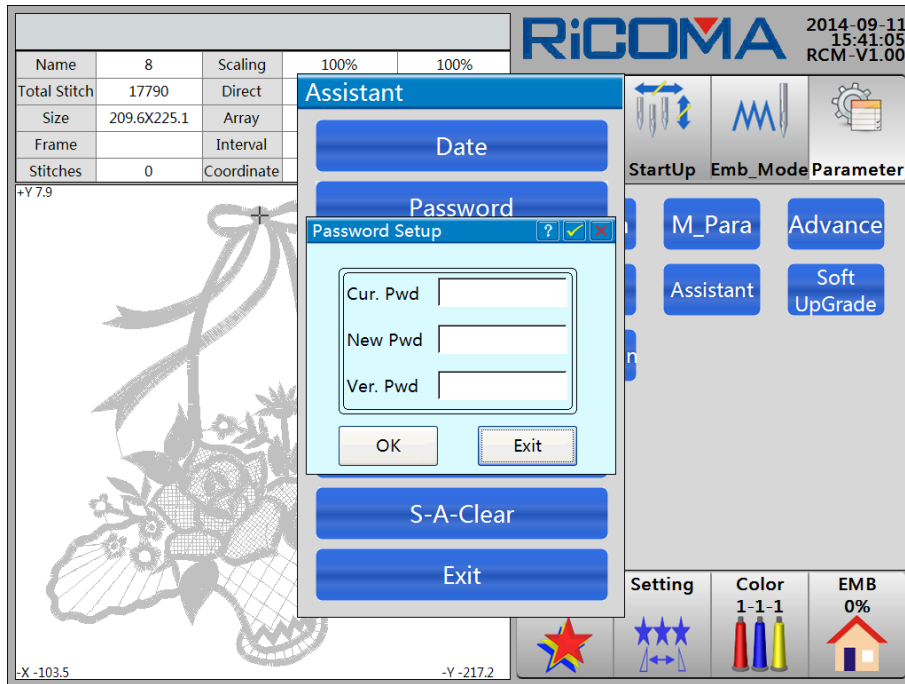 RiCOMA
2014-09-11
15:41:05
RCM-V1.00
Name 8 Scaling 100% 100%
Total Stitch 17790 Direct
Size 209.6X225.1 Array
Frame Interval
Stitches 0 Coordinate
StartUp Emb_Mode Parameter
+Y 7.9
-X -103.5
-Y -217.2
Assistant
Date
Password
Password Setup ?
Cur. Pwd
New Pwd
Ver. Pwd
OK Exit
S-A-Clear
Exit
M_Para Advance
Assistant Soft
UpGrade
Setting Color EMB
1-1-1 0%